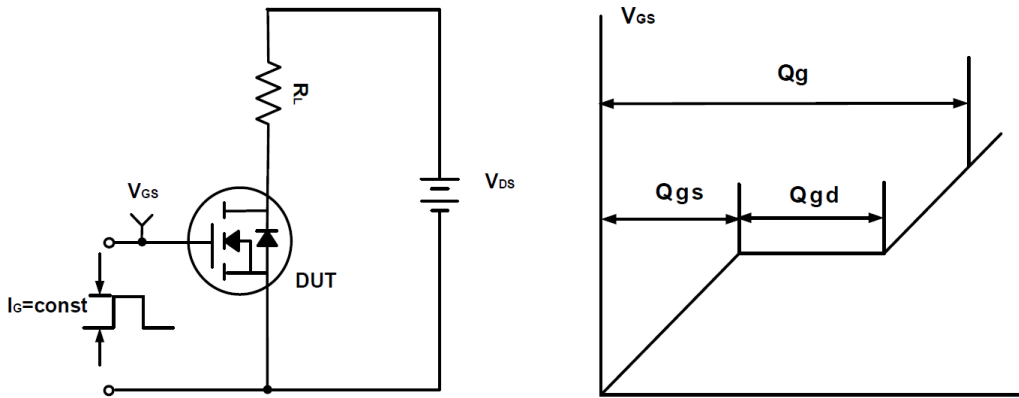 RL
VGS
VDS
DUT
IG=const
VGS
Qg
Qgs
Qgd